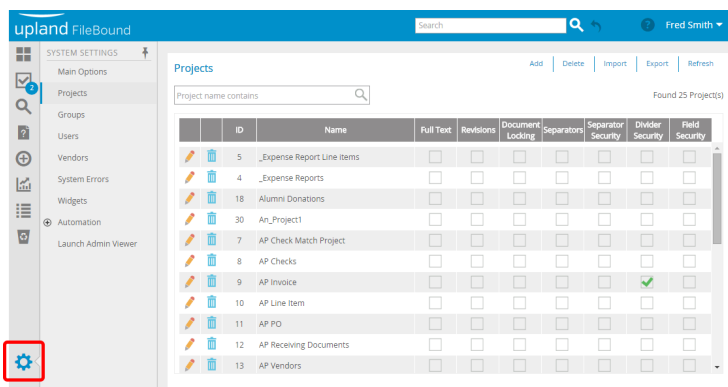 upland FileBound
Search
?
Fred Smith
SYSTEM SETTINGS
Main Options
2
Projects
Groups
Users
Vendors
System Errors
Widgets
Automation
Launch Admin Viewer
Projects
Add | Delete | Import | Export | Refresh
Project name contains
Found 25 Project(s)
ID Name Full Text Revisions Document Locking Separators Separator Security Divider Security Field Security
5 _Expense Report Line items
4 _Expense Reports
18 Alumni Donations
30 An_Project1
7 AP Check Match Project
8 AP Checks
9 AP Invoice
10 AP Line Item
11 AP PO
12 AP Receiving Documents
13 AP Vendors